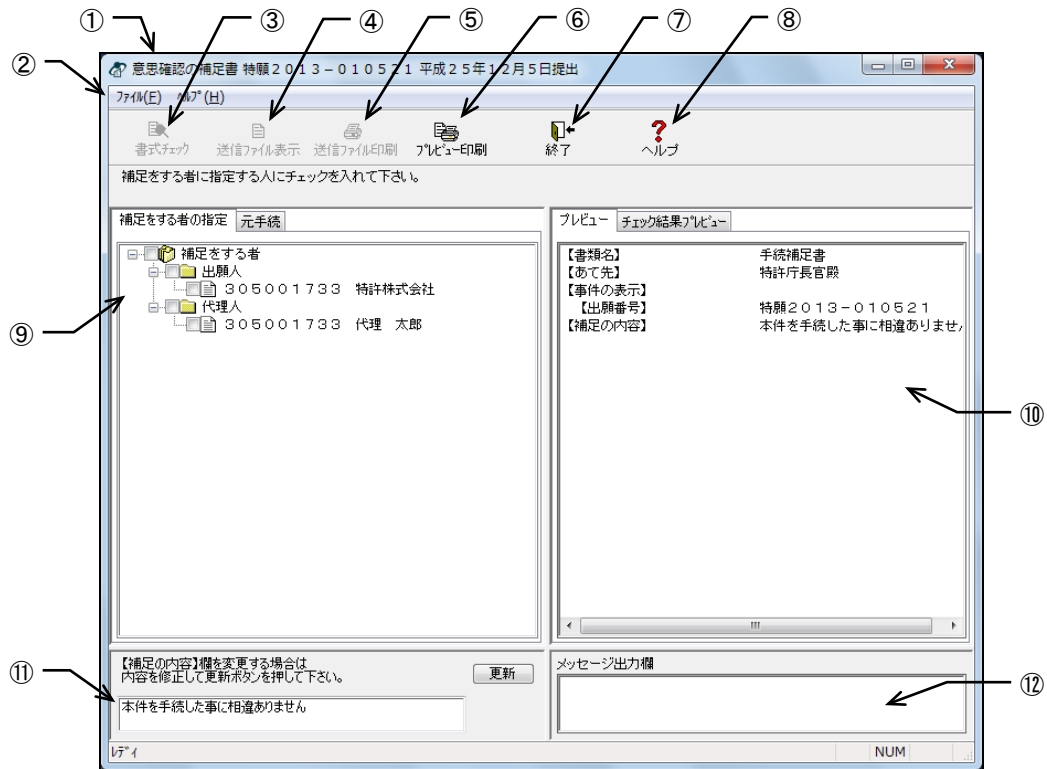 ① ③ ④ ⑤ ⑥ ⑦ ⑧
②
意思確認の補足書 特願２０１３－０１０５２１ 平成２５年１２月５日提出
ﾌｧｲﾙ(F) ﾍﾙﾌﾟ(H)
書式ﾁｪｯｸ 送信ﾌｧｲﾙ表示 送信ﾌｧｲﾙ印刷 ﾌﾟﾚﾋﾞｭｰ印刷 終了 ヘルプ
補足をする者に指定する人にチェックを入れて下さい。
補足をする者の指定 元手続
補足をする者
出願人
３０５００１７３３ 特許株式会社
代理人
３０５００１７３３ 代理 太郎
⑨
プレビュー チェック結果ﾌﾟﾚﾋﾞｭｰ
【書類名】 手続補足書
【あて先】 特許庁長官殿
【事件の表示】
【出願番号】 特願２０１３－０１０５２１
【補足の内容】 本件を手続した事に相違ありませ
⑩
⑪
【補足の内容】欄を変更する場合は
内容を修正して更新ボタンを押して下さい。
更新
本件を手続した事に相違ありません
メッセージ出力欄
⑫
ﾚﾃﾞｨ NUM